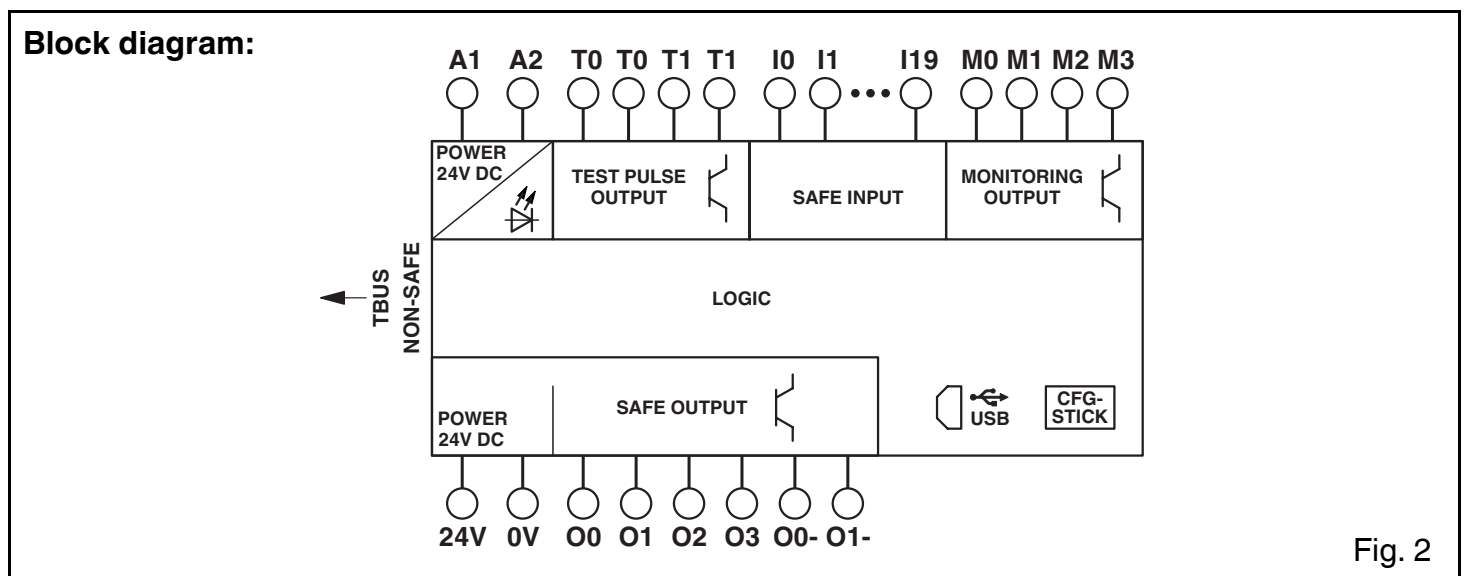 Block diagram:
A1 A2 T0 T0 T1 T1 I0 I1 I19 M0 M1 M2 M3
POWER
24V DC
TEST PULSE
OUTPUT
SAFE INPUT
MONITORING
OUTPUT
TBUS
NON-SAFE
LOGIC
POWER
24V DC
SAFE OUTPUT
USB
CFG-
STICK
24V 0V O0 O1 O2 O3 O0- O1-
Fig. 2